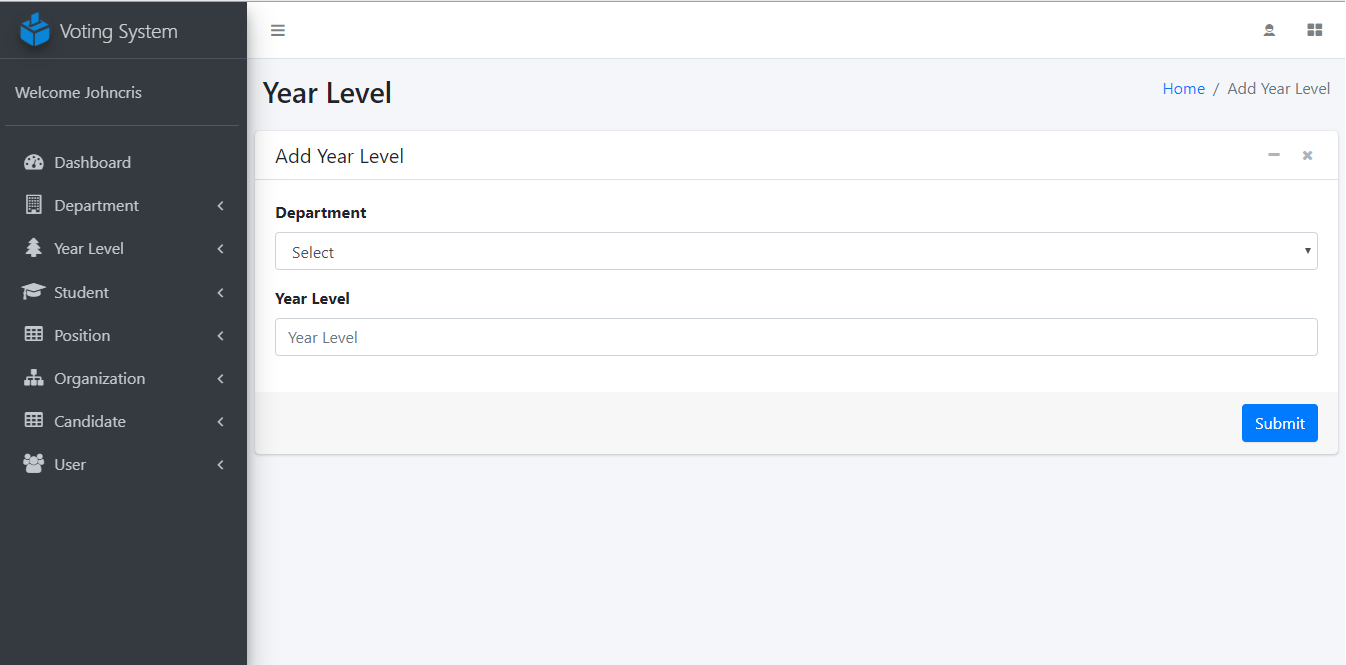 Voting System
Welcome Johncris
Dashboard
Department
Year Level
Student
Position
Organization
Candidate
User
Year Level
Home / Add Year Level
Add Year Level
Department
Select
Year Level
Year Level
Submit